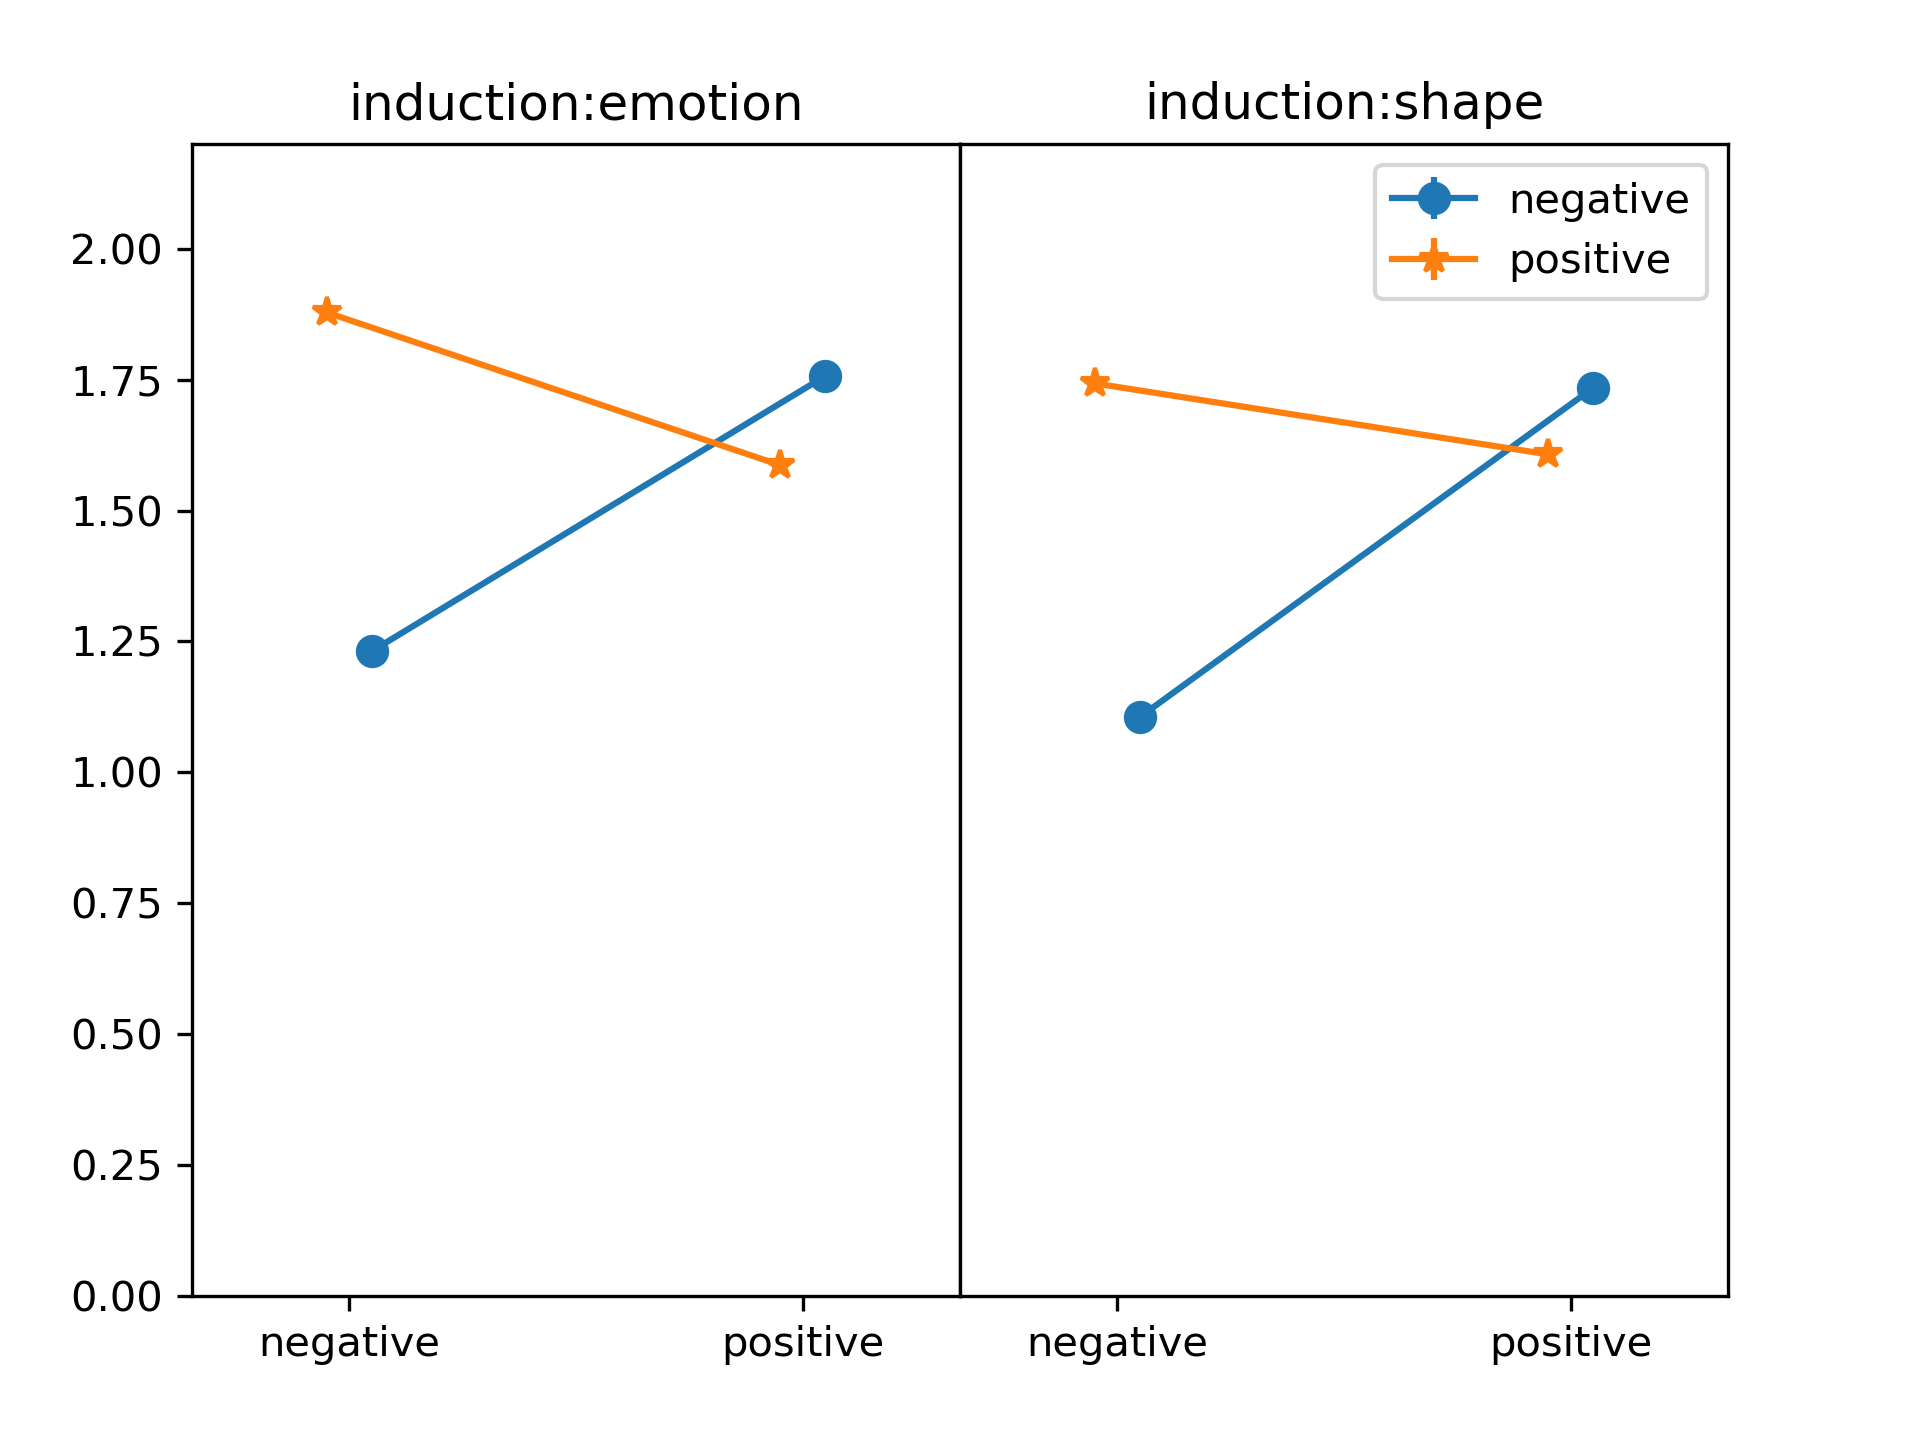 induction:emotion
induction:shape
negative
positive
2.00
1.75
1.50
1.25
1.00
0.75
0.50
0.25
0.00
negative
positive
negative
positive